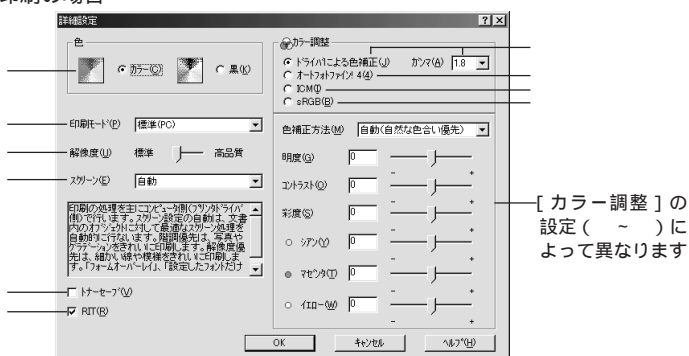 印刷の場合
詳細設定
色
カラー(C)
黒(K)
印刷モード(P)
標準(PC)
解像度(U)
標準
高品質
スクリーン(E)
自動
印刷の処理を主にコンピュータ側(プリンタドライバ
側)で行います。スクリーン設定の自動は、文書
内のオブジェクトに対して最適なスクリーン処理を
自動的に行ないます。階調優先は、写真や
グラデーションをきれいに印刷します。解像度優
先は、細かい線や模様をきれいに印刷しま
す。「フォームオーバーレイ」、「設定したフォントだけ
トナーセーブ(V)
RIT(R)
カラー調整
ドライバによる色補正(J)
ガンマ(A)
1.8
オートフォトファイン! 4(4)
ICM(I)
sRGB(B)
色補正方法(M)
自動(自然な色合い優先)
明度(G)
0
- +
コントラスト(O)
0
- +
彩度(S)
0
- +
シアン(Y)
0
- +
マゼンタ(T)
0
- +
イエロー(W)
0
- +
OK
キャンセル
ヘルプ(H)
[カラー調整]の
設定( ~ )に
よって異なります